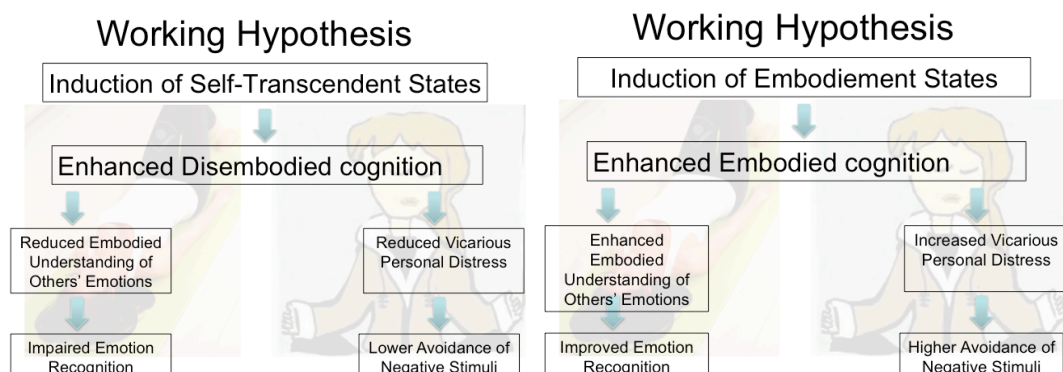 Working Hypothesis
Induction of Self-Transcendent States
Enhanced Disembodied cognition
Reduced Embodied
Understanding of
Others' Emotions
Reduced Vicarious
Personal Distress
Impaired Emotion
Recognition
Lower Avoidance of
Negative Stimuli
Working Hypothesis
Induction of Embodiement States
Enhanced Embodied cognition
Enhanced
Embodied
Understanding of
Others' Emotions
Increased Vicarious
Personal Distress
Improved Emotion
Recognition
Higher Avoidance of
Negative Stimuli